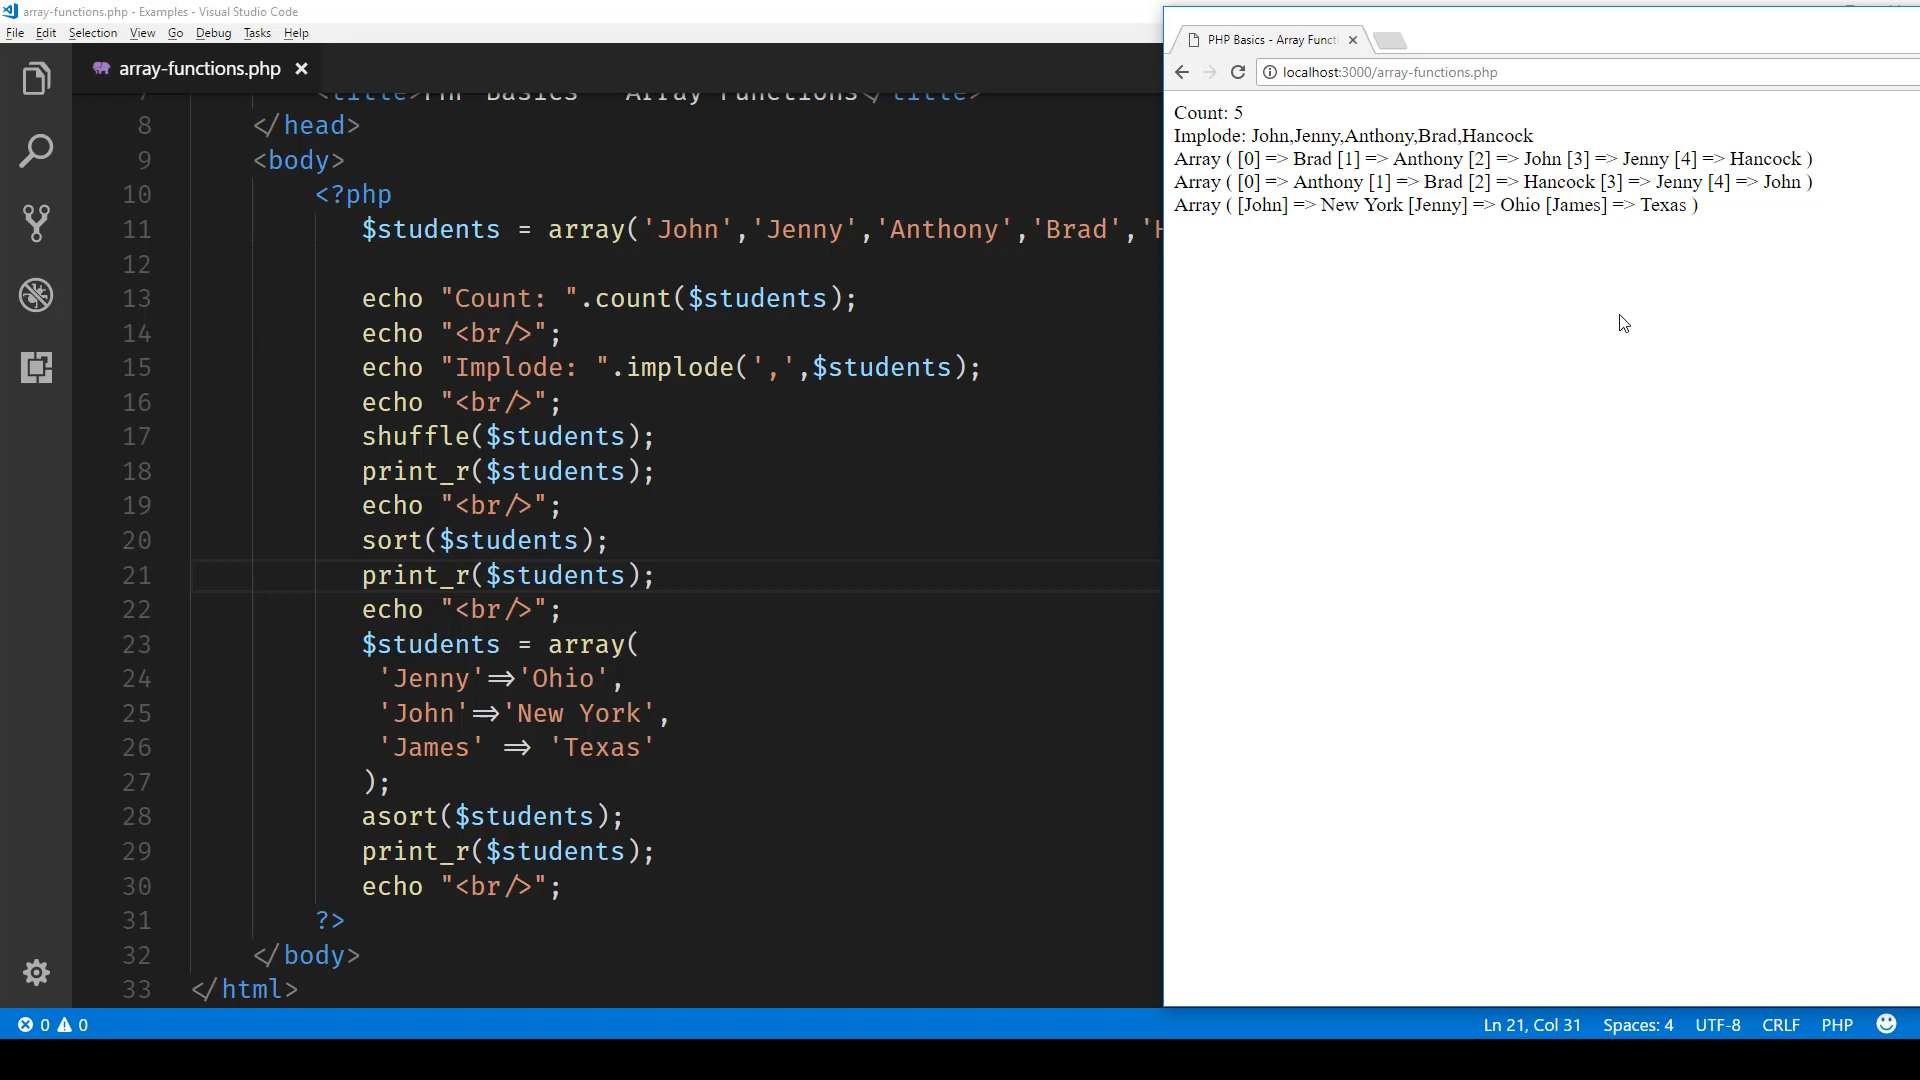 array-functions.php - Examples - Visual Studio Code
File Edit Selection View Go Debug Tasks Help
array-functions.php
<title>PHP Basics - Array Functions</title>
8 </head>
9 <body>
10 <?php
11 $students = array('John','Jenny','Anthony','Brad','H
12
13 echo "Count: ".count($students);
14 echo "<br/>";
15 echo "Implode: ".implode(',',$students);
16 echo "<br/>";
17 shuffle($students);
18 print_r($students);
19 echo "<br/>";
20 sort($students);
21 print_r($students);
22 echo "<br/>";
23 $students = array(
24 'Jenny'=>'Ohio',
25 'John'=>'New York',
26 'James' => 'Texas'
27 );
28 asort($students);
29 print_r($students);
30 echo "<br/>";
31 ?>
32 </body>
33 </html>
0 0
Ln 21, Col 31 Spaces: 4 UTF-8 CRLF PHP
PHP Basics - Array Functi
localhost:3000/array-functions.php
Count: 5
Implode: John,Jenny,Anthony,Brad,Hancock
Array ( [0] => Brad [1] => Anthony [2] => John [3] => Jenny [4] => Hancock )
Array ( [0] => Anthony [1] => Brad [2] => Hancock [3] => Jenny [4] => John )
Array ( [John] => New York [Jenny] => Ohio [James] => Texas )